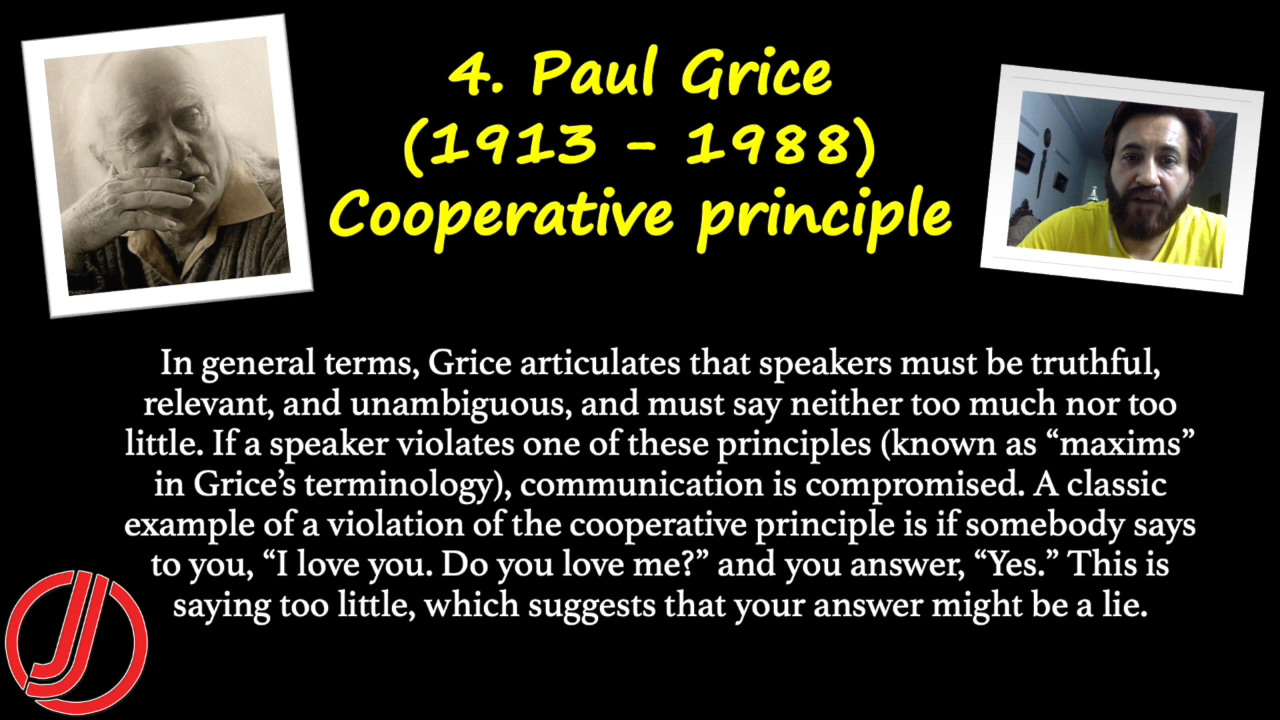 4. Paul Grice
(1913 - 1988)
Cooperative principle
In general terms, Grice articulates that speakers must be truthful,
relevant, and unambiguous, and must say neither too much nor too
little. If a speaker violates one of these principles (known as “maxims”
in Grice’s terminology), communication is compromised. A classic
example of a violation of the cooperative principle is if somebody says
to you, “I love you. Do you love me?” and you answer, “Yes.” This is
saying too little, which suggests that your answer might be a lie.